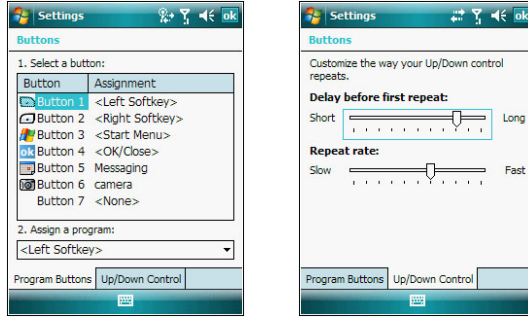 Settings ok
Buttons
1. Select a button:
Button Assignment
Button 1 <Left Softkey>
Button 2 <Right Softkey>
Button 3 <Start Menu>
ok Button 4 <OK/Close>
Button 5 Messaging
Button 6 camera
Button 7 <None>
2. Assign a program:
<Left Softkey>
Program Buttons Up/Down Control
Settings ok
Buttons
Customize the way your Up/Down control
repeats.
Delay before first repeat:
Short Long
Repeat rate:
Slow Fast
Program Buttons Up/Down Control